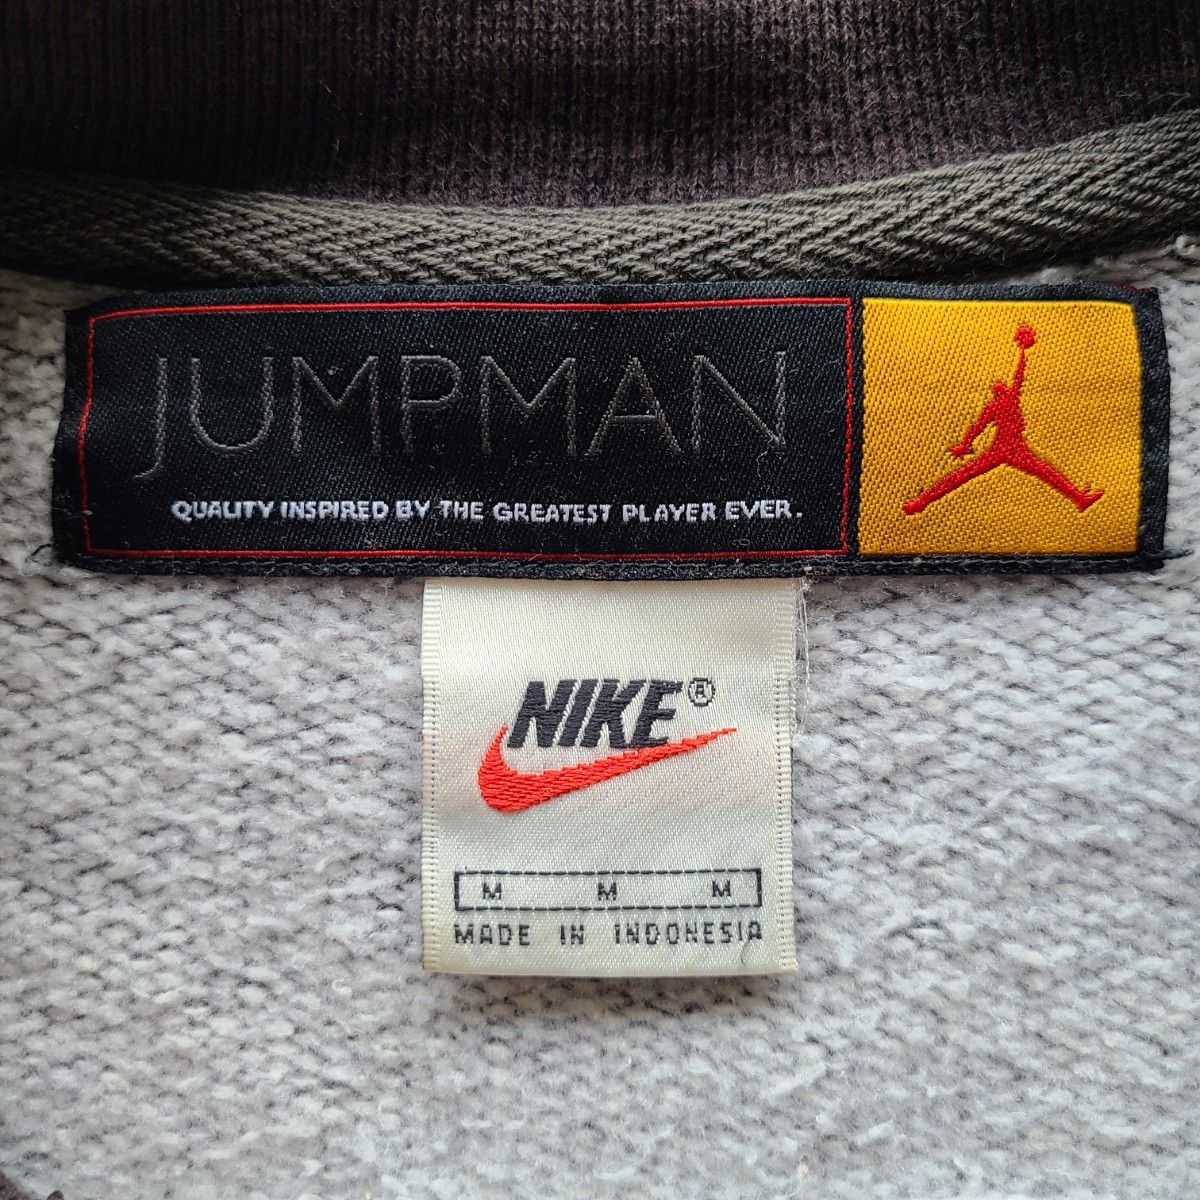 JUMPMAN
QUALITY INSPIRED BY THE GREATEST PLAYER EVER.
NIKE®
M M M
MADE IN INDONESIA